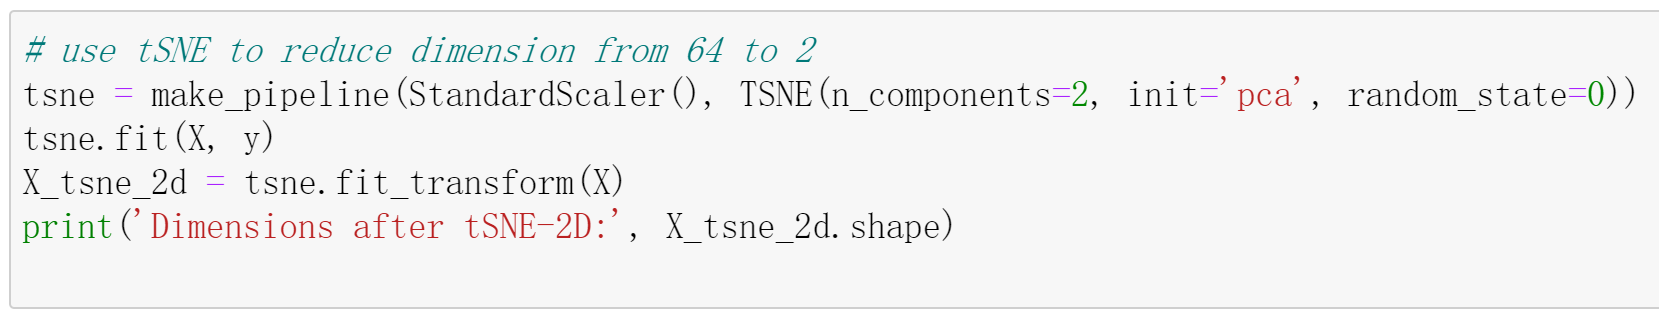 # use tSNE to reduce dimension from 64 to 2
tsne = make_pipeline(StandardScaler(), TSNE(n_components=2, init='pca', random_state=0))
tsne.fit(X, y)
X_tsne_2d = tsne.fit_transform(X)
print('Dimensions after tSNE-2D:', X_tsne_2d.shape)